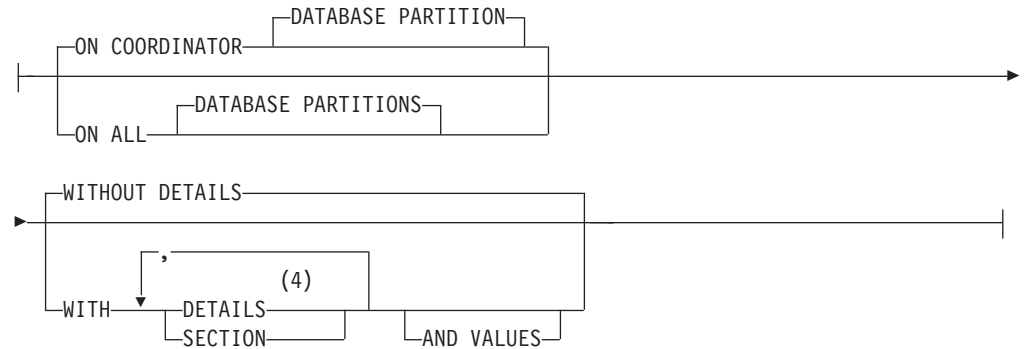 DATABASE PARTITION
ON COORDINATOR
DATABASE PARTITIONS
ON ALL
WITHOUT DETAILS
,
(4)
WITH DETAILS
SECTION AND VALUES